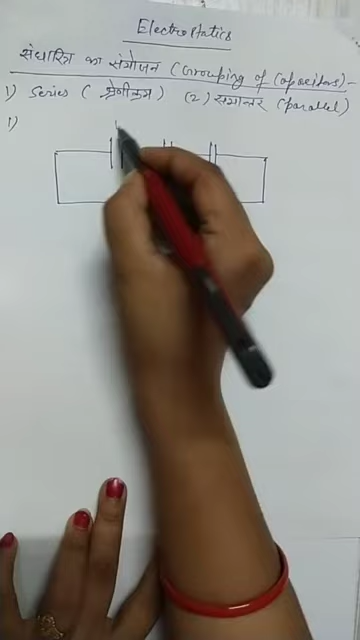 Electrostatics
संधारित्र का संयोजन (Grouping of Capacitors) -
1) Series (श्रेणीक्रम) (2) समान्तर (parallel)
1)